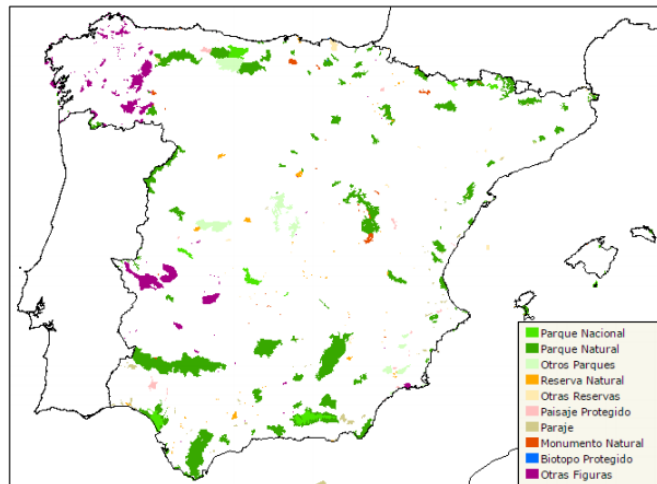 Parque Nacional
Parque Natural
Otros Parques
Reserva Natural
Otras Reservas
Paisaje Protegido
Paraje
Monumento Natural
Biotopo Protegido
Otras Figuras